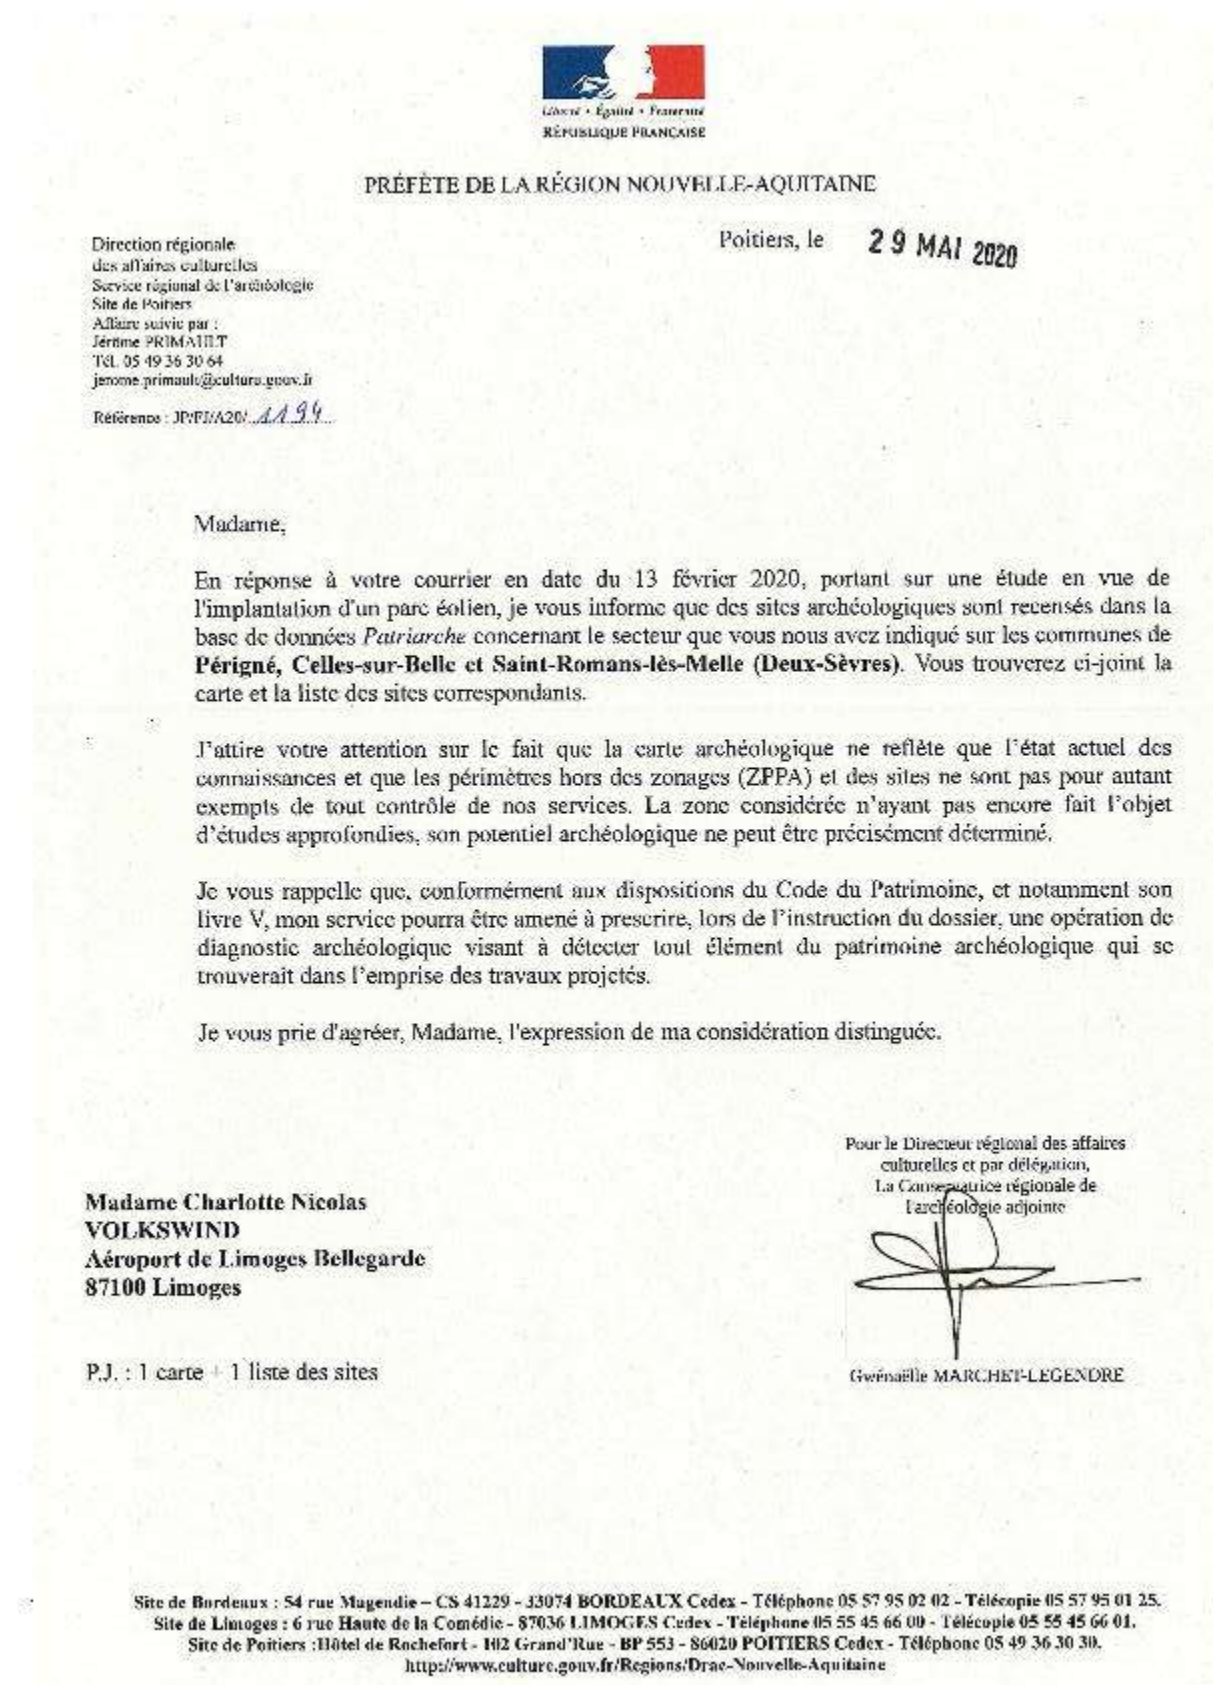 Liberté • Égalité • Fraternité
RÉPUBLIQUE FRANÇAISE
PRÉFÈTE DE LA RÉGION NOUVELLE-AQUITAINE
Poitiers, le 29 MAI 2020
Direction régionale
des affaires culturelles
Service régional de l'archéologie
Site de Poitiers
Affaire suivie par :
Jérôme PRIMAULT
Tél. 05 49 36 30 64
jerome.primault@culture.gouv.fr
Référence : JP/FJ/A20/ 1194
Madame,
En réponse à votre courrier en date du 13 février 2020, portant sur une étude en vue de
l'implantation d'un parc éolien, je vous informe que des sites archéologiques sont recensés dans la
base de données Patriarche concernant le secteur que vous nous avez indiqué sur les communes de
Périgné, Celles-sur-Belle et Saint-Romans-lès-Melle (Deux-Sèvres). Vous trouverez ci-joint la
carte et la liste des sites correspondants.
J'attire votre attention sur le fait que la carte archéologique ne reflète que l'état actuel des
connaissances et que les périmètres hors des zonages (ZPPA) et des sites ne sont pas pour autant
exempts de tout contrôle de nos services. La zone considérée n'ayant pas encore fait l'objet
d'études approfondies, son potentiel archéologique ne peut être précisément déterminé.
Je vous rappelle que, conformément aux dispositions du Code du Patrimoine, et notamment son
livre V, mon service pourra être amené à prescrire, lors de l'instruction du dossier, une opération de
diagnostic archéologique visant à détecter tout élément du patrimoine archéologique qui se
trouverait dans l'emprise des travaux projetés.
Je vous prie d'agréer, Madame, l'expression de ma considération distinguée.
Pour le Directeur régional des affaires
culturelles et par délégation,
La Conservatrice régionale de
l'archéologie adjointe
Madame Charlotte Nicolas
VOLKSWIND
Aéroport de Limoges Bellegarde
87100 Limoges
P.J. : 1 carte + 1 liste des sites
Gwénaëlle MARCHET-LEGENDRE
Site de Bordeaux : 54 rue Magendie – CS 41229 - 33074 BORDEAUX Cedex - Téléphone 05 57 95 02 02 - Télécopie 05 57 95 01 25.
Site de Limoges : 6 rue Haute de la Comédie - 87036 LIMOGES Cedex - Téléphone 05 55 45 66 00 - Télécopie 05 55 45 66 01.
Site de Poitiers :Hôtel de Rochefort - 102 Grand'Rue - BP 553 - 86020 POITIERS Cedex - Téléphone 05 49 36 30 30.
http://www.culture.gouv.fr/Regions/Drac-Nouvelle-Aquitaine